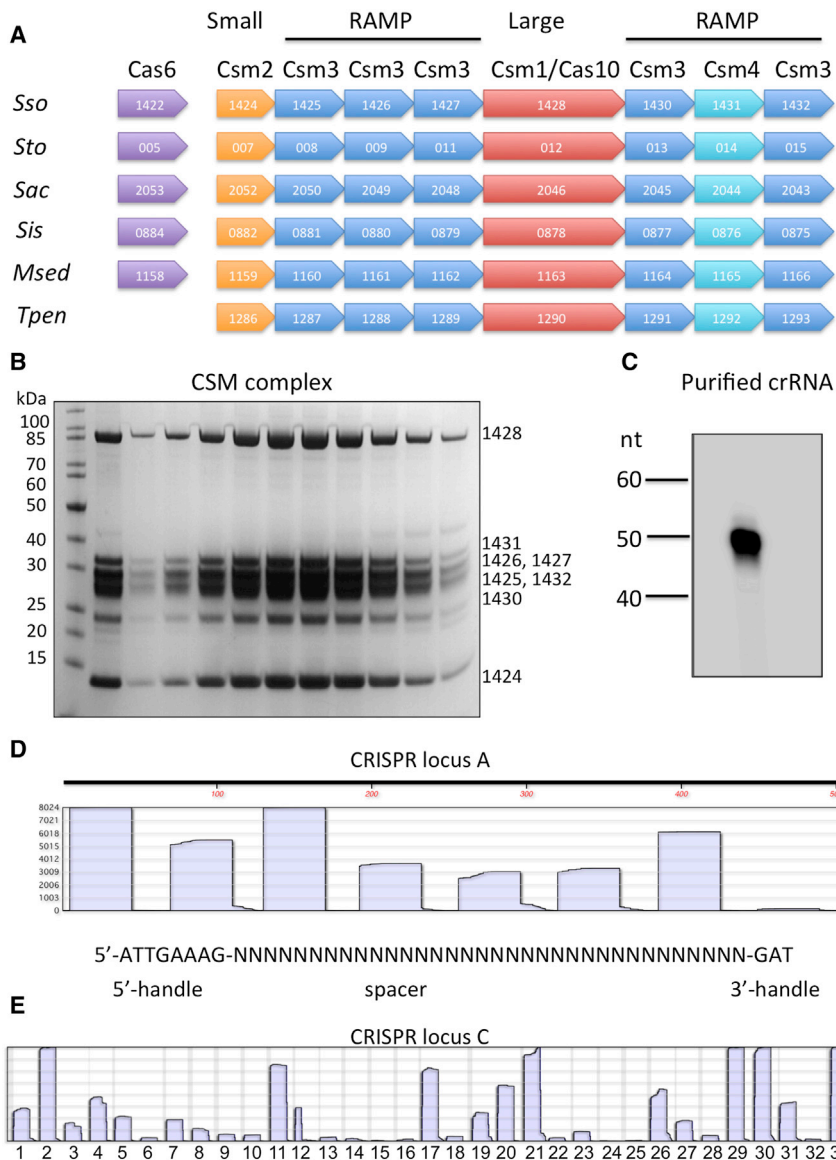 A
Small RAMP Large RAMP
Cas6 Csm2 Csm3 Csm3 Csm3 Csm1/Cas10 Csm3 Csm4 Csm3
Sso 1422 1424 1425 1426 1427 1428 1430 1431 1432
Sto 005 007 008 009 011 012 013 014 015
Sac 2053 2052 2050 2049 2048 2046 2045 2044 2043
Sis 0884 0882 0881 0880 0879 0878 0877 0876 0875
Msed 1158 1159 1160 1161 1162 1163 1164 1165 1166
Tpen 1286 1287 1288 1289 1290 1291 1292 1293
B
CSM complex
kDa
100
85
70
60
50
40
30
25
20
15
1428
1431
1426, 1427
1425, 1432
1430
1424
C
Purified crRNA
nt
60
50
40
D
CRISPR locus A
100 200 300 400
8024
7021
6018
5015
4012
3009
2006
1003
0
5’-ATTGAAAG-NNNNNNNNNNNNNNNNNNNNNNNNNNNNNNNNNNNNNN-GAT
5’-handle spacer 3’-handle
E
CRISPR locus C
1 2 3 4 5 6 7 8 9 10 11 12 13 14 15 16 17 18 19 20 21 22 23 24 25 26 27 28 29 30 31 32